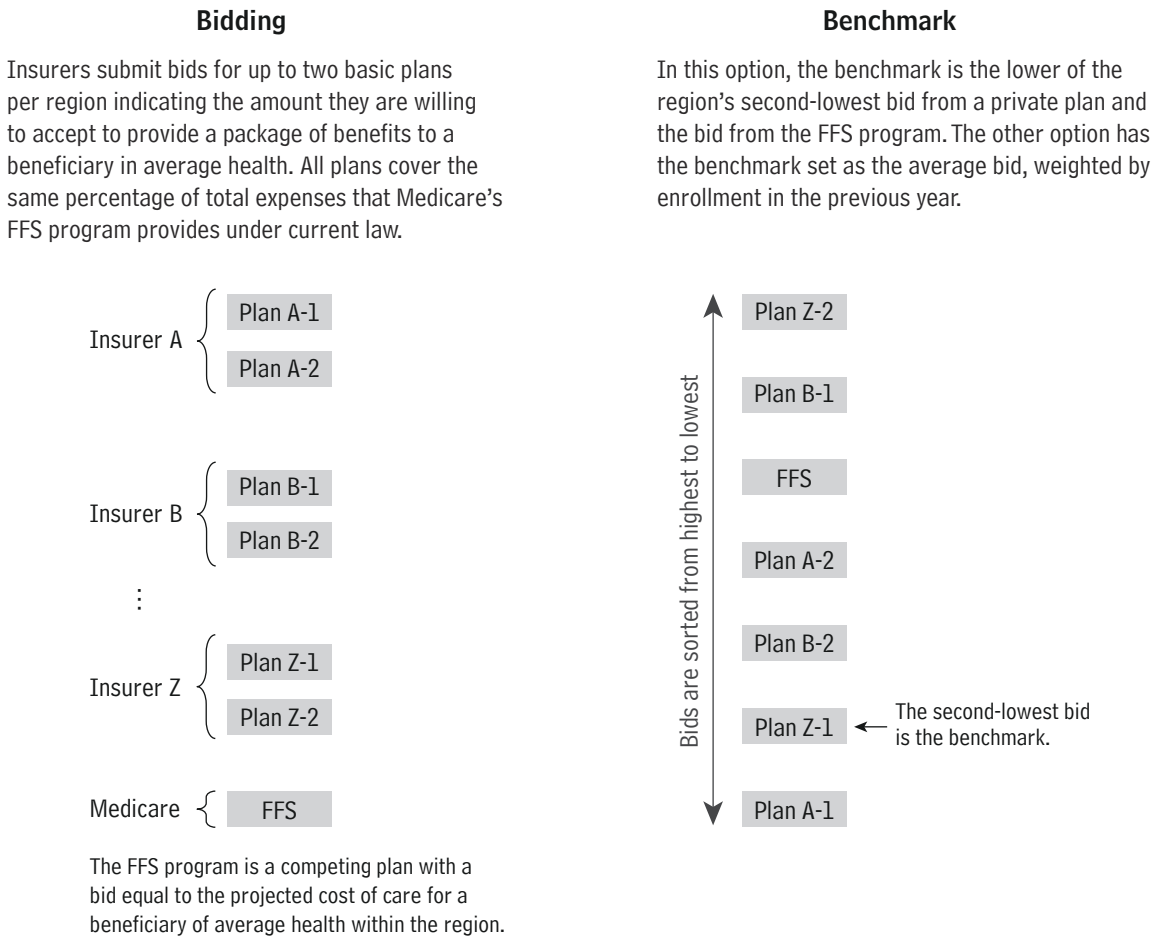 Bidding
Insurers submit bids for up to two basic plans
per region indicating the amount they are willing
to accept to provide a package of benefits to a
beneficiary in average health. All plans cover the
same percentage of total expenses that Medicare's
FFS program provides under current law.
Insurer A
Plan A-1
Plan A-2
Insurer B
Plan B-1
Plan B-2
⋮
Insurer Z
Plan Z-1
Plan Z-2
Medicare
FFS
The FFS program is a competing plan with a
bid equal to the projected cost of care for a
beneficiary of average health within the region.
Benchmark
In this option, the benchmark is the lower of the
region's second-lowest bid from a private plan and
the bid from the FFS program. The other option has
the benchmark set as the average bid, weighted by
enrollment in the previous year.
Bids are sorted from highest to lowest
Plan Z-2
Plan B-1
FFS
Plan A-2
Plan B-2
Plan Z-1
The second-lowest bid
is the benchmark.
Plan A-1